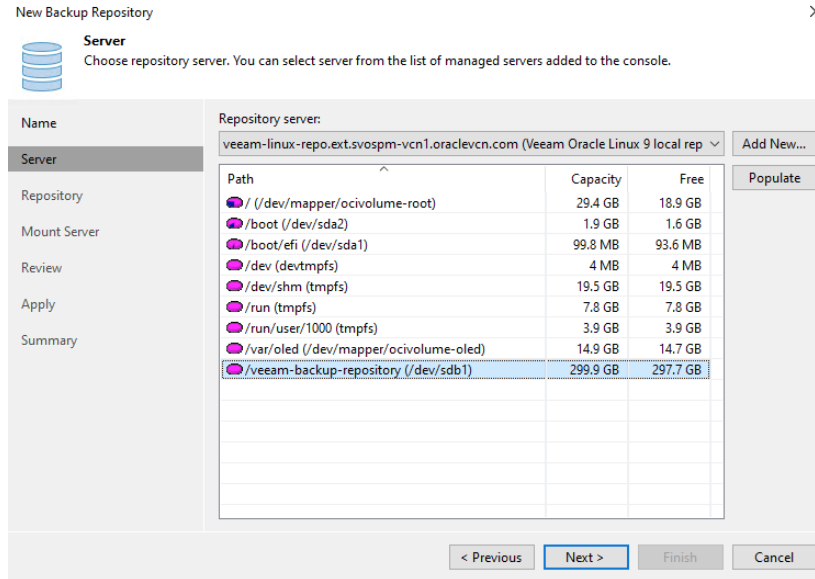 New Backup Repository
Server
Choose repository server. You can select server from the list of managed servers added to the console.
Name
Server
Repository
Mount Server
Review
Apply
Summary
Repository server:
veeam-linux-repo.ext.svospm-vcn1.oraclevcn.com (Veeam Oracle Linux 9 local rep
Add New...
Populate
Path Capacity Free
/ (/dev/mapper/ocivolume-root) 29.4 GB 18.9 GB
/boot (/dev/sda2) 1.9 GB 1.6 GB
/boot/efi (/dev/sda1) 99.8 MB 93.6 MB
/dev (devtmpfs) 4 MB 4 MB
/dev/shm (tmpfs) 19.5 GB 19.5 GB
/run (tmpfs) 7.8 GB 7.8 GB
/run/user/1000 (tmpfs) 3.9 GB 3.9 GB
/var/oled (/dev/mapper/ocivolume-oled) 14.9 GB 14.7 GB
/veeam-backup-repository (/dev/sdb1) 299.9 GB 297.7 GB
< Previous Next > Finish Cancel